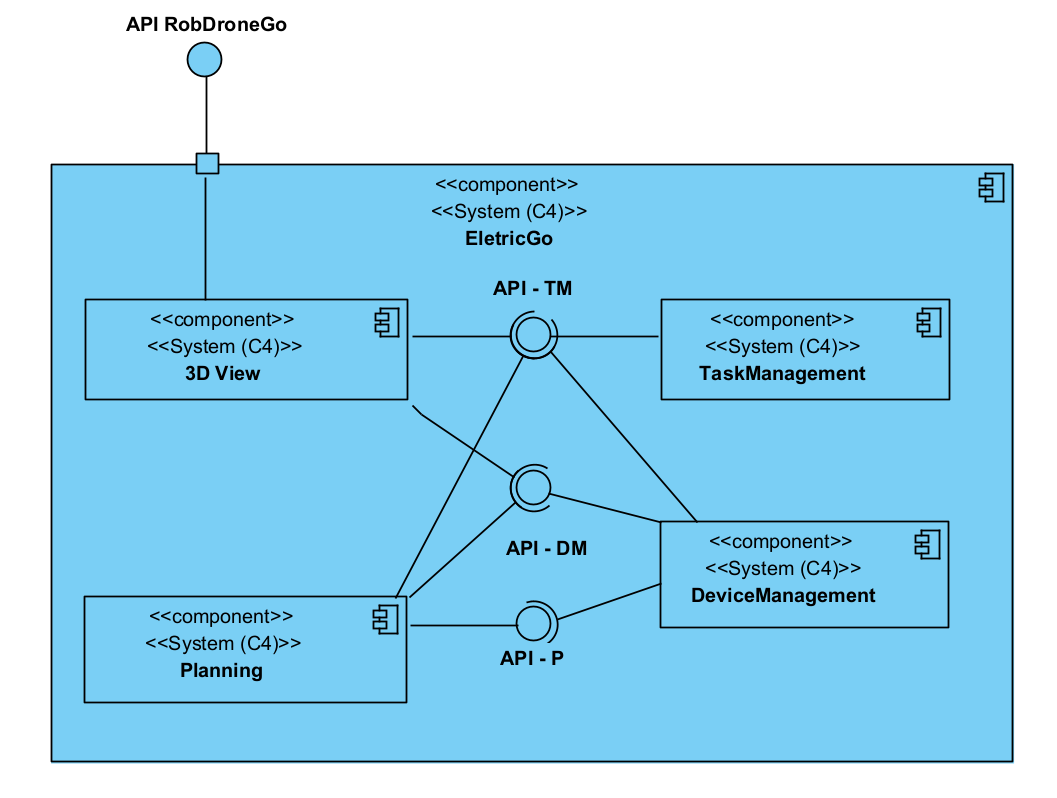 API RobDroneGo
<<component>>
<<System (C4)>>
EletricGo
API - TM
<<component>>
<<System (C4)>>
3D View
<<component>>
<<System (C4)>>
TaskManagement
API - DM
<<component>>
<<System (C4)>>
DeviceManagement
<<component>>
<<System (C4)>>
Planning
API - P